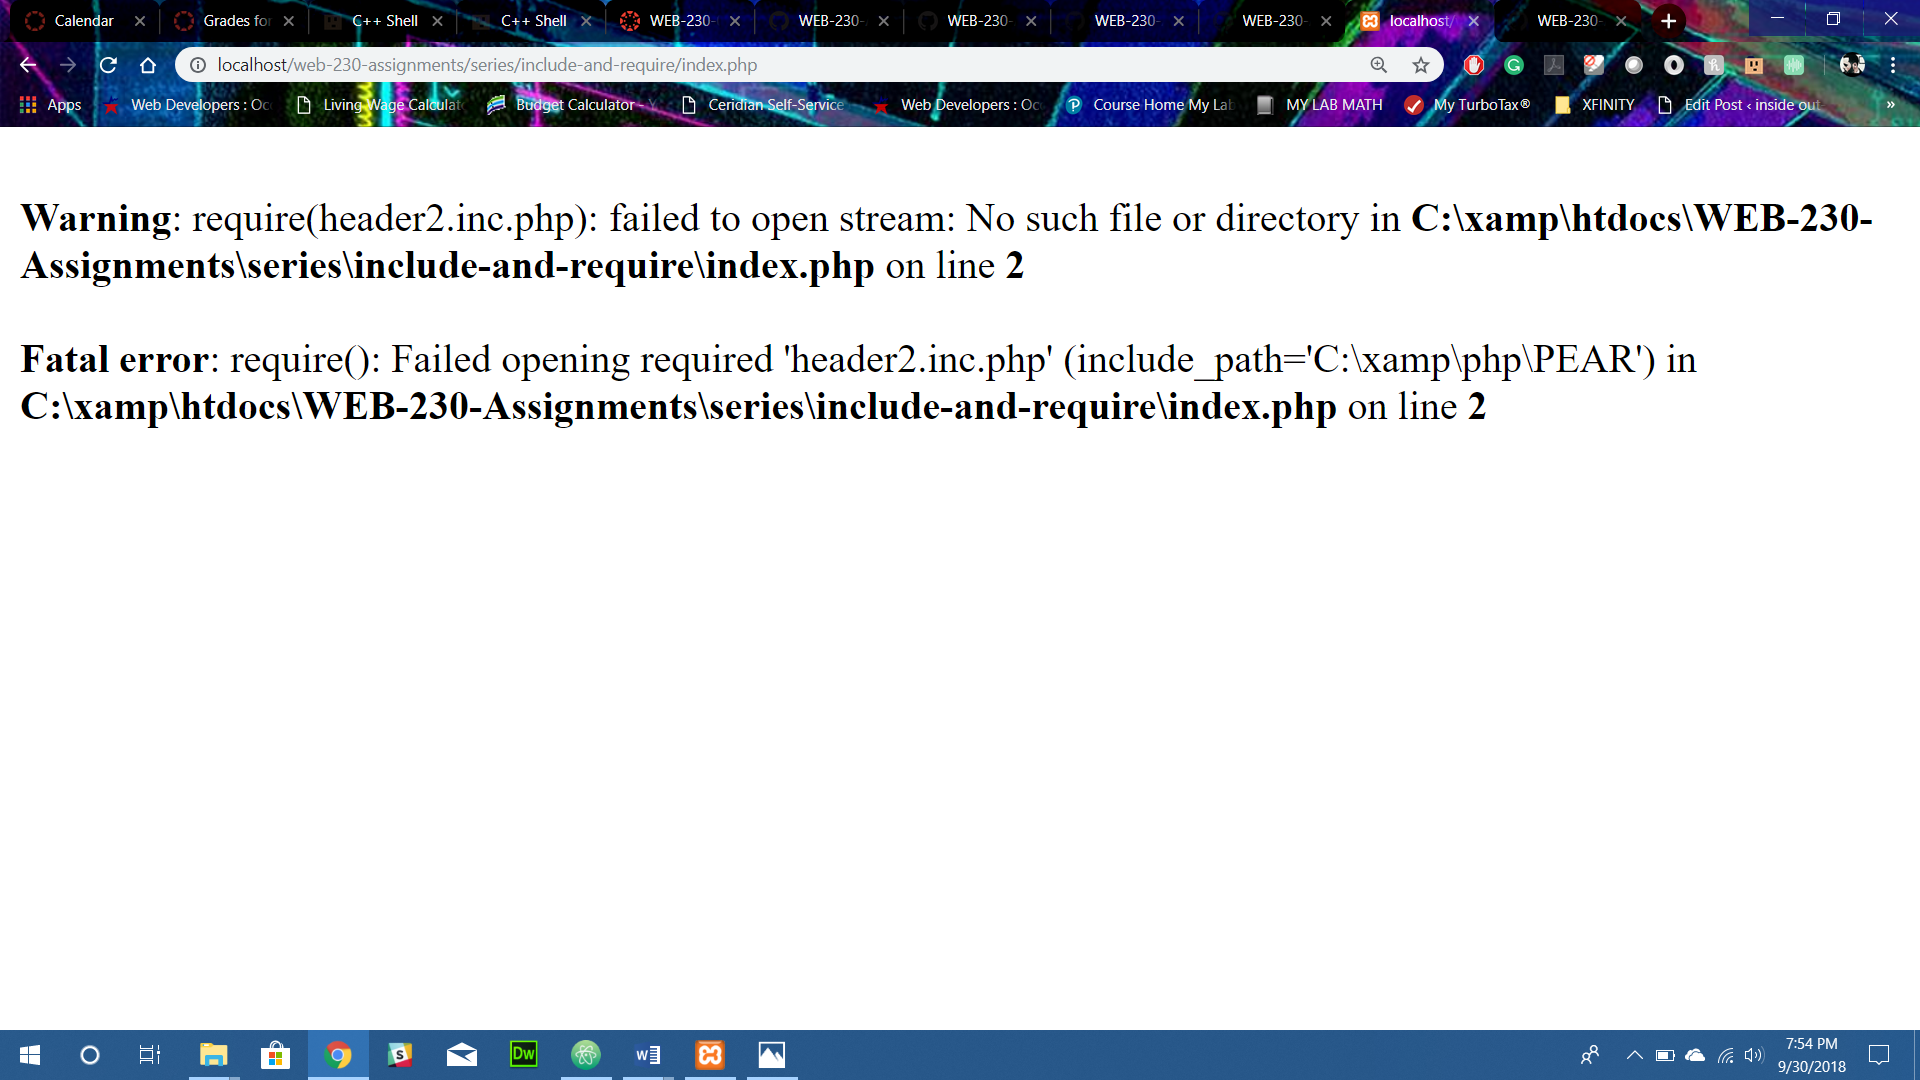 Calendar
Grades for
C++ Shell
C++ Shell
WEB-230-
WEB-230-
WEB-230-
WEB-230-
WEB-230-
localhost/
WEB-230-
localhost/web-230-assignments/series/include-and-require/index.php
Apps
Web Developers : Oc
Living Wage Calculat
Budget Calculator - Y
Ceridian Self-Service
Web Developers : Oc
Course Home My Lab
MY LAB MATH
My TurboTax®
XFINITY
Edit Post ‹ inside out
»
Warning: require(header2.inc.php): failed to open stream: No such file or directory in C:\xamp\htdocs\WEB-230-
Assignments\series\include-and-require\index.php on line 2
Fatal error: require(): Failed opening required 'header2.inc.php' (include_path='C:\xamp\php\PEAR') in
C:\xamp\htdocs\WEB-230-Assignments\series\include-and-require\index.php on line 2
Dw
7:54 PM
9/30/2018